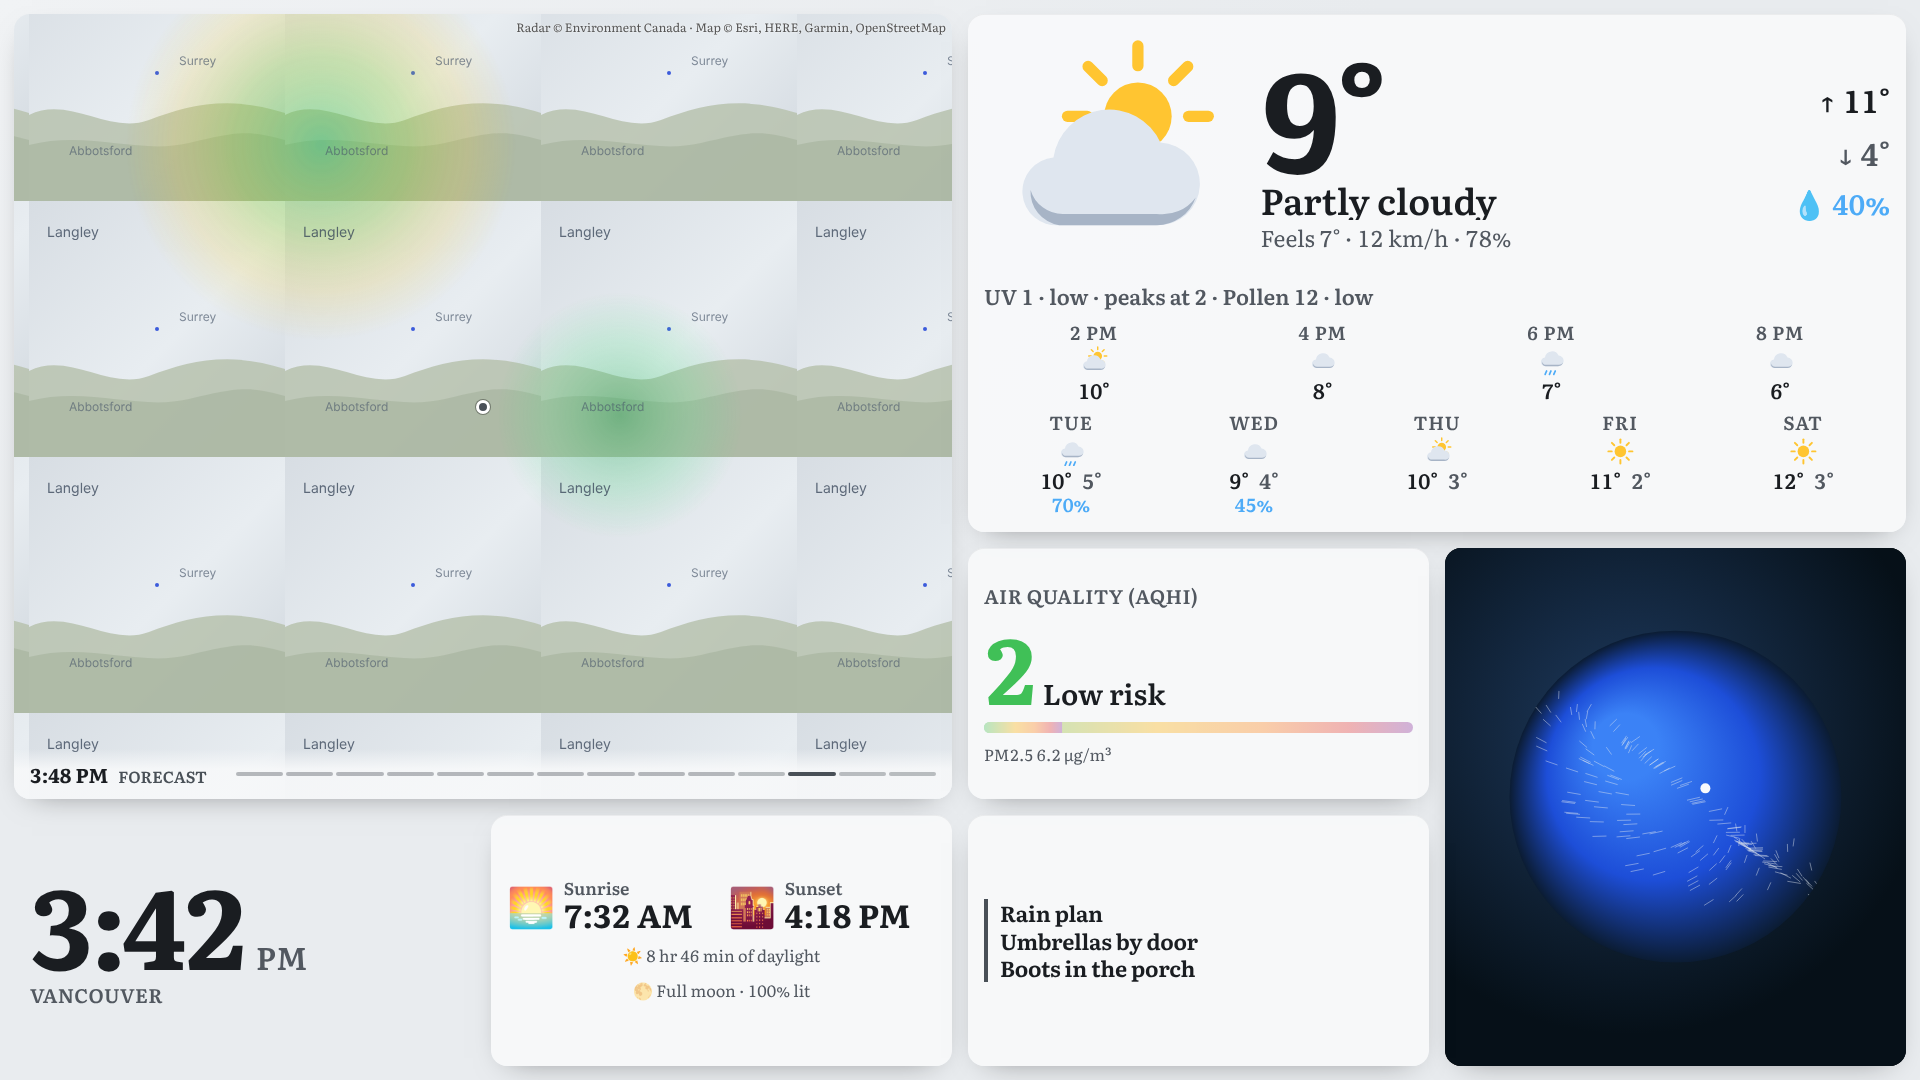 Radar © Environment Canada · Map © Esri, HERE, Garmin, OpenStreetMap
Surrey Surrey Surrey S
Abbotsford Abbotsford Abbotsford Abbotsford
Langley Langley Langley Langley
Surrey Surrey Surrey S
Abbotsford Abbotsford Abbotsford Abbotsford
Langley Langley Langley Langley
Surrey Surrey Surrey S
Abbotsford Abbotsford Abbotsford Abbotsford
Langley Langley Langley Langley
3:48 PM FORECAST
9°
Partly cloudy
Feels 7° · 12 km/h · 78%
↑ 11°
↓ 4°
💧 40%
UV 1 · low · peaks at 2 · Pollen 12 · low
2 PM 4 PM 6 PM 8 PM
10° 8° 7° 6°
TUE WED THU FRI SAT
10° 5° 9° 4° 10° 3° 11° 2° 12° 3°
70% 45%
AIR QUALITY (AQHI)
2 Low risk
PM2.5 6.2 µg/m³
3:42 PM
VANCOUVER
Sunrise
7:32 AM
Sunset
4:18 PM
☀️ 8 hr 46 min of daylight
🌕 Full moon · 100% lit
Rain plan
Umbrellas by door
Boots in the porch